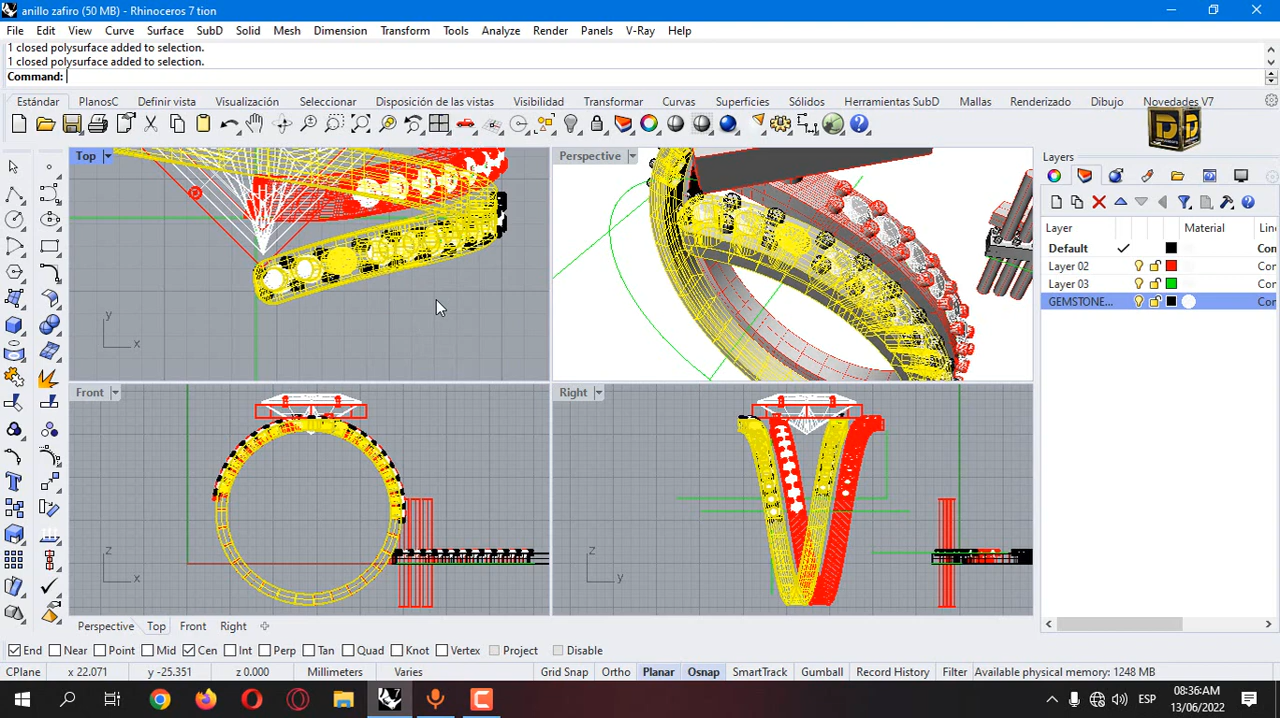 anillo zafiro (50 MB) - Rhinoceros 7 tion
File Edit View Curve Surface SubD Solid Mesh Dimension Transform Tools Analyze Render Panels V-Ray Help
1 closed polysurface added to selection.
1 closed polysurface added to selection.
Command:
Estándar PlanosC Definir vista Visualización Seleccionar Disposición de las vistas Visibilidad Transformar Curvas Superficies Sólidos Herramientas SubD Mallas Renderizado Dibujo Novedades V7
Top
Perspective
Layers
Layer Material Lin
Default Con
Layer 02 Con
Layer 03 Con
GEMSTONE... Con
y x
Front
Right
z x
z y
Perspective Top Front Right
End Near Point Mid Cen Int Perp Tan Quad Knot Vertex Project Disable
CPlane x 22.071 y -25.351 z 0.000 Millimeters Varies Grid Snap Ortho Planar Osnap SmartTrack Gumball Record History Filter Available physical memory: 1248 MB
ESP
08:36AM
13/06/2022